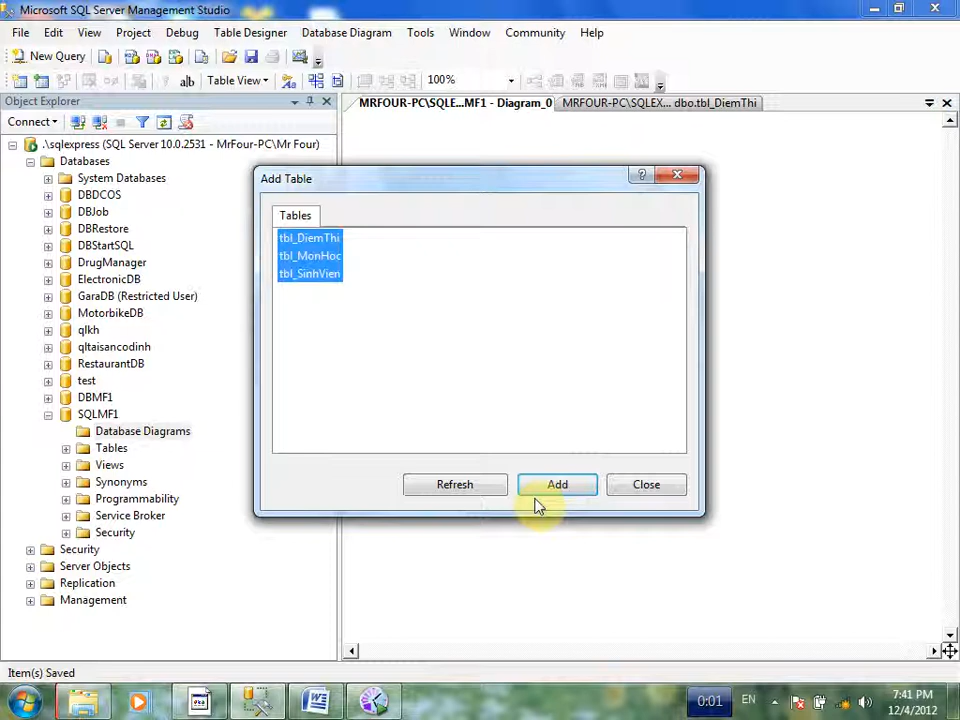 Microsoft SQL Server Management Studio
File Edit View Project Debug Table Designer Database Diagram Tools Window Community Help
New Query
ab Table View 100%
Object Explorer
MRFOUR-PC\SQLE...MF1 - Diagram_0 MRFOUR-PC\SQLEX... dbo.tbl_DiemThi
Connect
.\sqlexpress (SQL Server 10.0.2531 - MrFour-PC\Mr Four)
Databases
System Databases
DBDCOS
DBJob
DBRestore
DBStartSQL
DrugManager
ElectronicDB
GaraDB (Restricted User)
MotorbikeDB
qlkh
qltaisancodinh
RestaurantDB
test
DBMF1
SQLMF1
Database Diagrams
Tables
Views
Synonyms
Programmability
Service Broker
Security
Security
Server Objects
Replication
Management
Add Table
?
Tables
tbl_DiemThi
tbl_MonHoc
tbl_SinhVien
Refresh Add Close
Item(s) Saved
0:01
EN
7:41 PM
12/4/2012